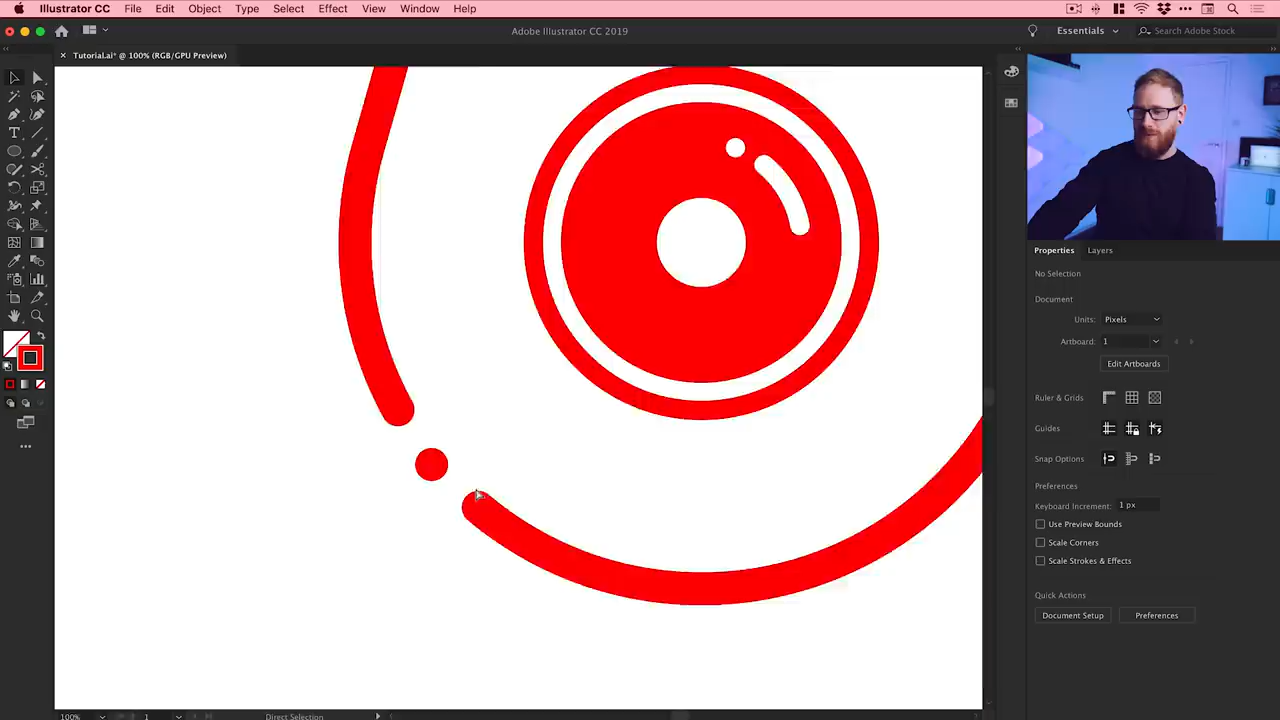 Illustrator CC File Edit Object Type Select Effect View Window Help
Adobe Illustrator CC 2019
Essentials
Search Adobe Stock
× Tutorial.ai* @ 100% (RGB/GPU Preview)
Properties Layers
No Selection
Document
Units: Pixels
Artboard: 1
Edit Artboards
Ruler & Grids
Guides
Snap Options
Preferences
Keyboard Increment: 1 px
Use Preview Bounds
Scale Corners
Scale Strokes & Effects
Quick Actions
Document Setup Preferences
100% 1 Direct Selection